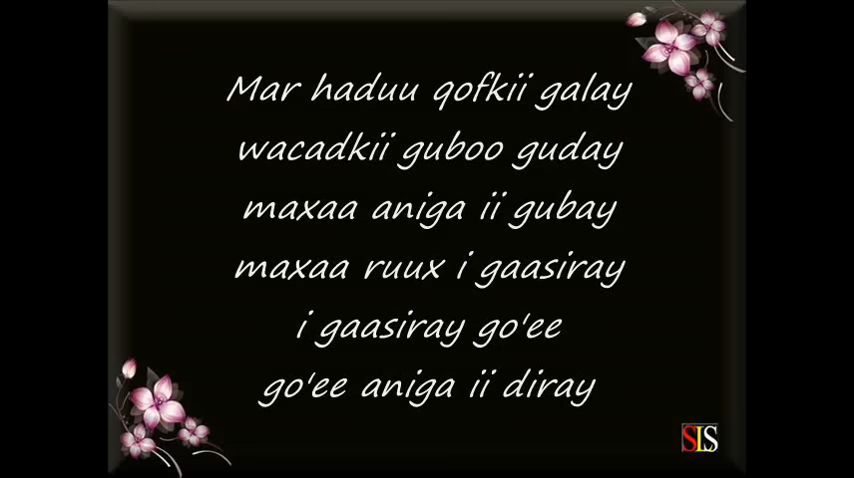 Mar haduu qofkii galay
wacadkii guboo guday
maxaa aniga ii gubay
maxaa ruux i gaasiray
i gaasiray go'ee
go'ee aniga ii diray
SLS